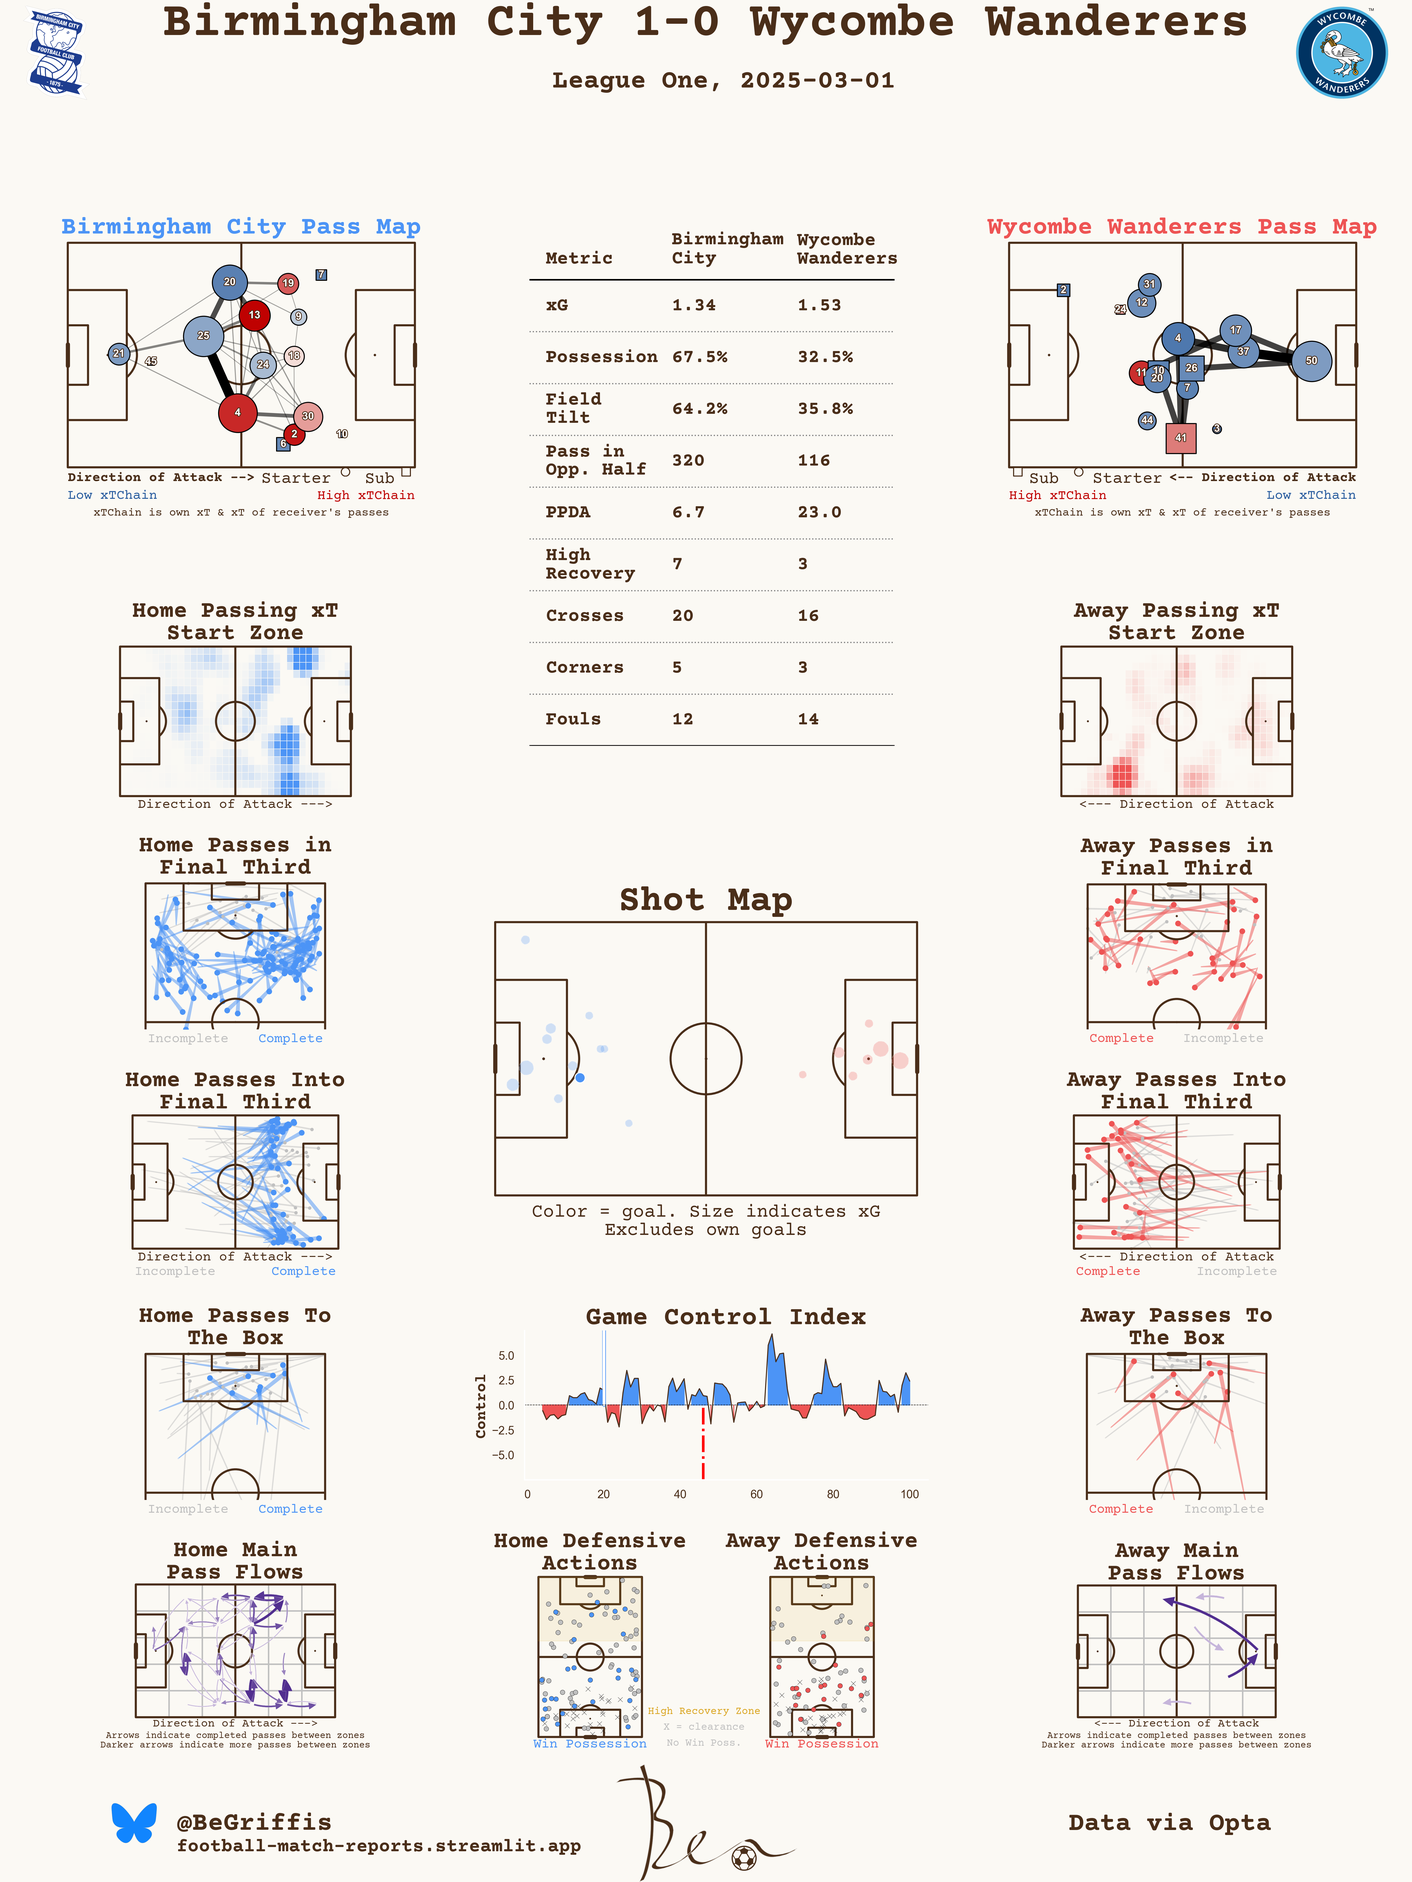 Birmingham City 1-0 Wycombe Wanderers
League One, 2025-03-01
BIRMINGHAM CITY
FOOTBALL CLUB
1875
WYCOMBE
WANDERERS
TM
Birmingham City Pass Map
20
19
7
13
9
25
21
45
18
24
4
30
2
6
10
Direction of Attack --> Starter Sub
Low xTChain High xTChain
xTChain is own xT & xT of receiver's passes
Metric Birmingham City Wycombe Wanderers
xG 1.34 1.53
Possession 67.5% 32.5%
Field Tilt 64.2% 35.8%
Pass in Opp. Half 320 116
PPDA 6.7 23.0
High Recovery 7 3
Crosses 20 16
Corners 5 3
Fouls 12 14
Wycombe Wanderers Pass Map
2
31
12
24
4
17
37
50
11
10
20
26
7
44
41
3
Sub Starter <-- Direction of Attack
High xTChain Low xTChain
xTChain is own xT & xT of receiver's passes
Home Passing xT
Start Zone
Direction of Attack --->
Away Passing xT
Start Zone
<--- Direction of Attack
Home Passes in
Final Third
Incomplete Complete
Away Passes in
Final Third
Complete Incomplete
Shot Map
Color = goal. Size indicates xG
Excludes own goals
Home Passes Into
Final Third
Direction of Attack --->
Incomplete Complete
Away Passes Into
Final Third
<--- Direction of Attack
Complete Incomplete
Home Passes To
The Box
Incomplete Complete
Game Control Index
Control
5.0
2.5
0.0
−2.5
−5.0
0 20 40 60 80 100
Away Passes To
The Box
Complete Incomplete
Home Main
Pass Flows
Direction of Attack --->
Arrows indicate completed passes between zones
Darker arrows indicate more passes between zones
Home Defensive
Actions
Win Possession
High Recovery Zone
X = clearance
No Win Poss.
Away Defensive
Actions
Win Possession
Away Main
Pass Flows
<--- Direction of Attack
Arrows indicate completed passes between zones
Darker arrows indicate more passes between zones
@BeGriffis
football-match-reports.streamlit.app
Ben
Data via Opta